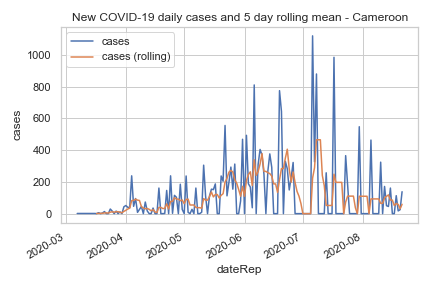 New COVID-19 daily cases and 5 day rolling mean - Cameroon
cases
cases (rolling)
1000
800
600
400
200
0
cases
2020-03
2020-04
2020-05
2020-06
2020-07
2020-08
dateRep